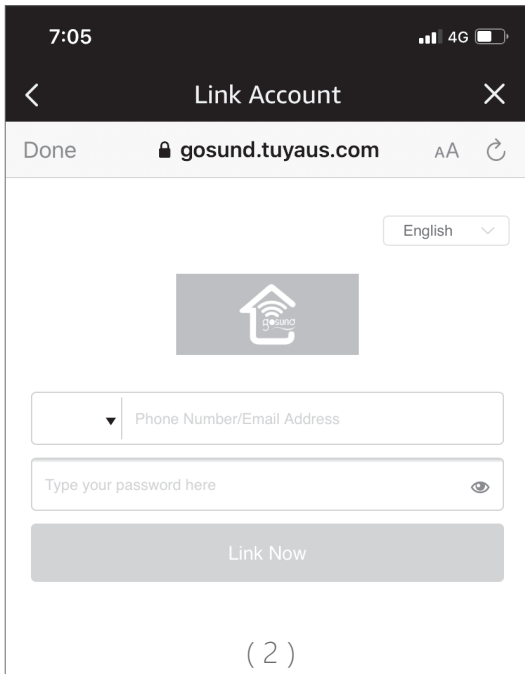 7:05 4G
Link Account
Done gosund.tuyaus.com AA
English
gosund
Phone Number/Email Address
Type your password here
Link Now
( 2 )